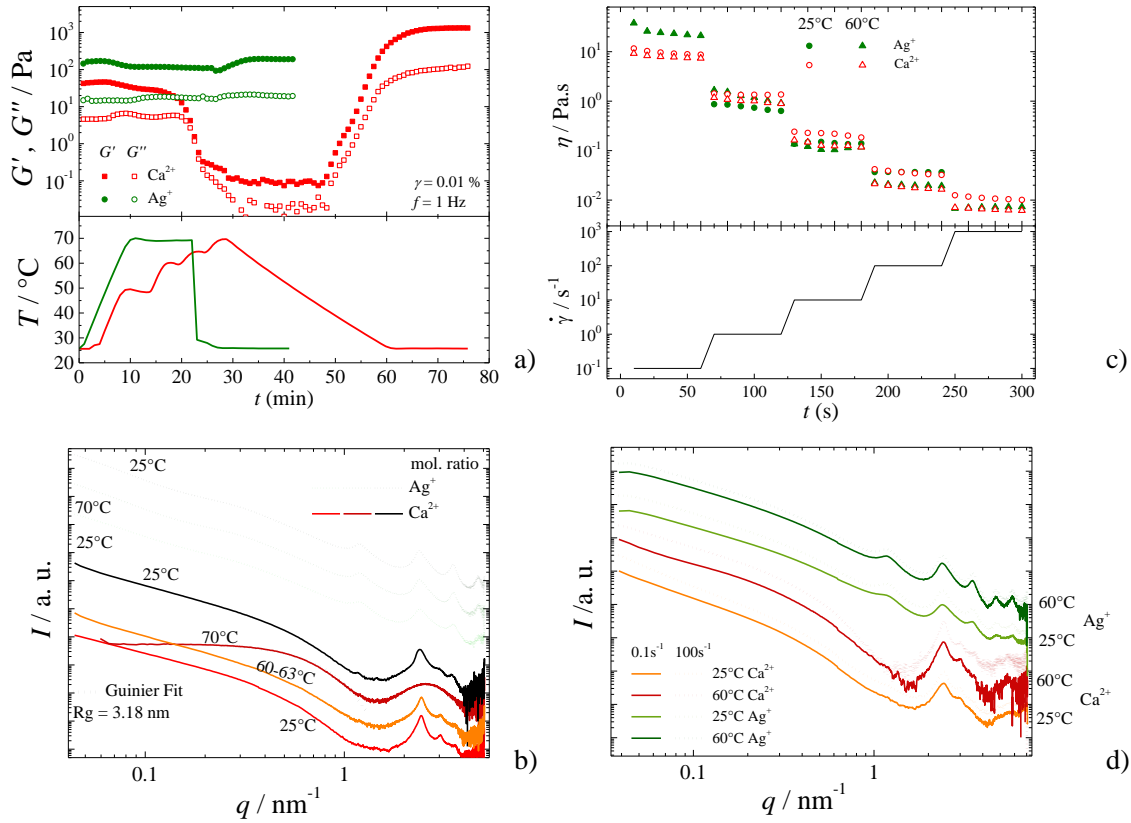 10³
10²
10¹
10⁰
10⁻¹
G' , G'' / Pa
G' G''
Ca²⁺
Ag⁺
γ = 0.01 %
f = 1 Hz
70
60
50
40
30
20
T / °C
0 10 20 30 40 50 60 70 80
t (min)
a)
10¹
10⁰
10⁻¹
10⁻²
η / Pa.s
25°C 60°C
Ag⁺
Ca²⁺
10³
10²
10¹
10⁰
10⁻¹
γ̇ / s⁻¹
0 50 100 150 200 250 300
t (s)
c)
I / a. u.
25°C
70°C
25°C
25°C
70°C
60-63°C
25°C
mol. ratio
Ag⁺
Ca²⁺
Guinier Fit
Rg = 3.18 nm
0.1 1
q / nm⁻¹
b)
I / a. u.
0.1s⁻¹ 100s⁻¹
25°C Ca²⁺
60°C Ca²⁺
25°C Ag⁺
60°C Ag⁺
60°C
Ag⁺
25°C
60°C
Ca²⁺
25°C
0.1 1
q / nm⁻¹
d)